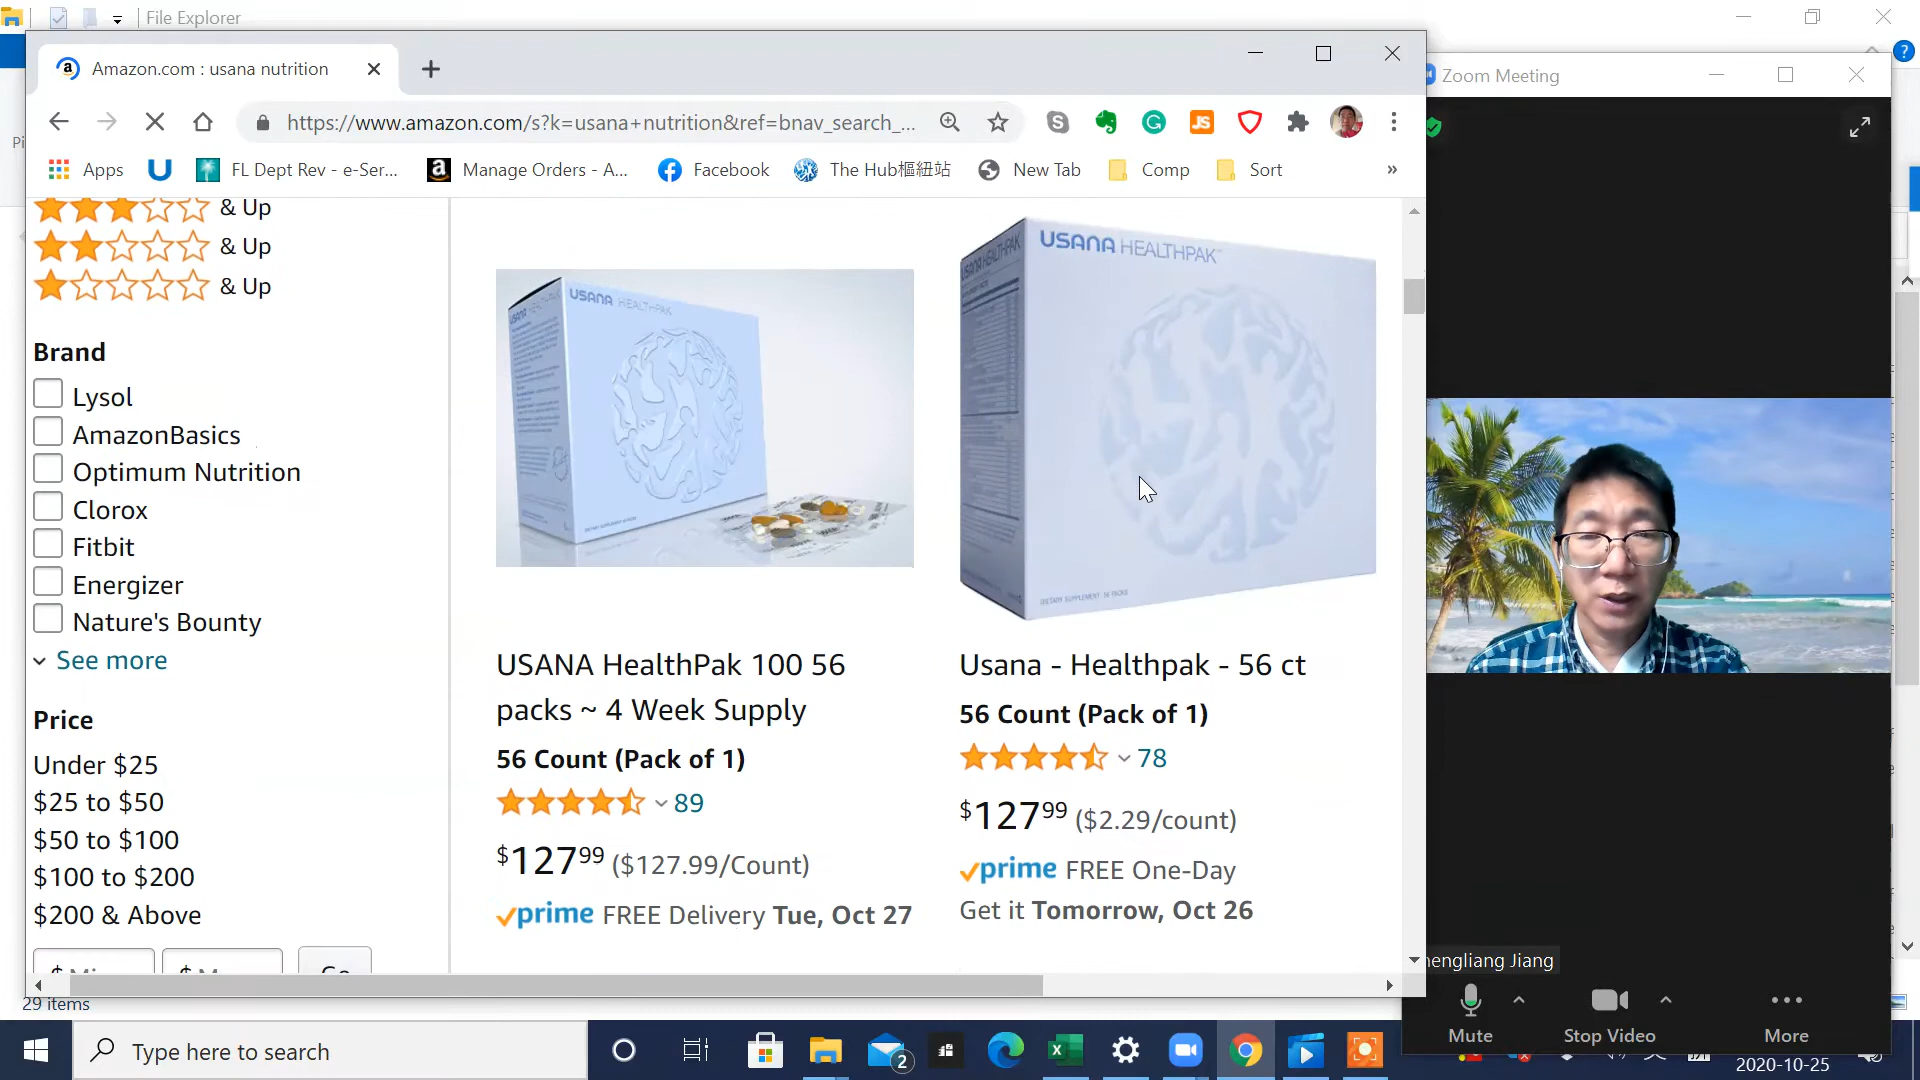 File Explorer
Amazon.com : usana nutrition
https://www.amazon.com/s?k=usana+nutrition&ref=bnav_search_...
Apps
FL Dept Rev - e-Ser...
Manage Orders - A...
Facebook
The Hub樞紐站
New Tab
Comp
Sort
»
Zoom Meeting
& Up
& Up
& Up
Brand
Lysol
AmazonBasics
Optimum Nutrition
Clorox
Fitbit
Energizer
Nature's Bounty
See more
Price
Under $25
$25 to $50
$50 to $100
$100 to $200
$200 & Above
Go
USANA HEALTHPAK
USANA HEALTHPAK
USANA HealthPak 100 56
packs ~ 4 Week Supply
56 Count (Pack of 1)
89
$127.99 ($127.99/Count)
prime FREE Delivery Tue, Oct 27
Usana - Healthpak - 56 ct
56 Count (Pack of 1)
78
$127.99 ($2.29/count)
prime FREE One-Day
Get it Tomorrow, Oct 26
29 items
engliang Jiang
Mute
Stop Video
More
Type here to search
2
2020-10-25